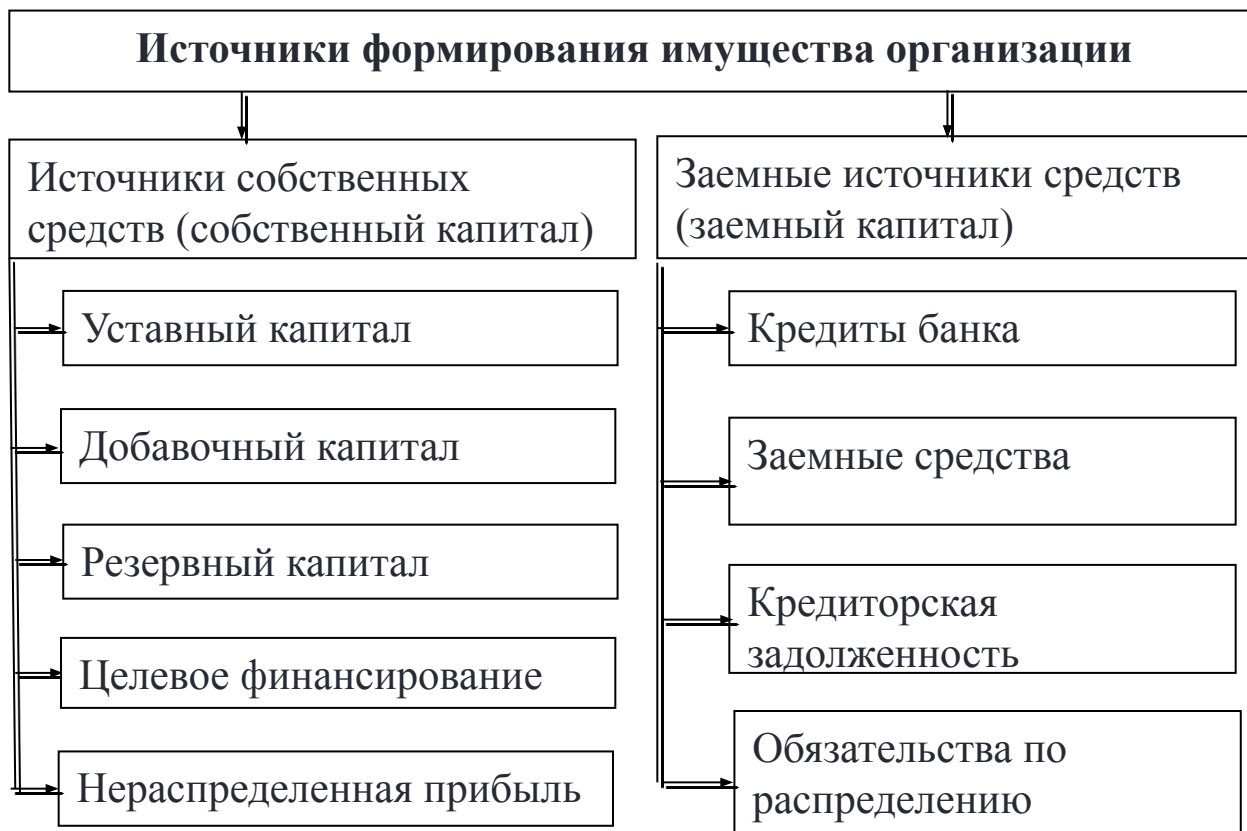 Источники формирования имущества организации
Источники собственных
средств (собственный капитал)
Уставный капитал
Добавочный капитал
Резервный капитал
Целевое финансирование
Нераспределенная прибыль
Заемные источники средств
(заемный капитал)
Кредиты банка
Заемные средства
Кредиторская
задолженность
Обязательства по
распределению